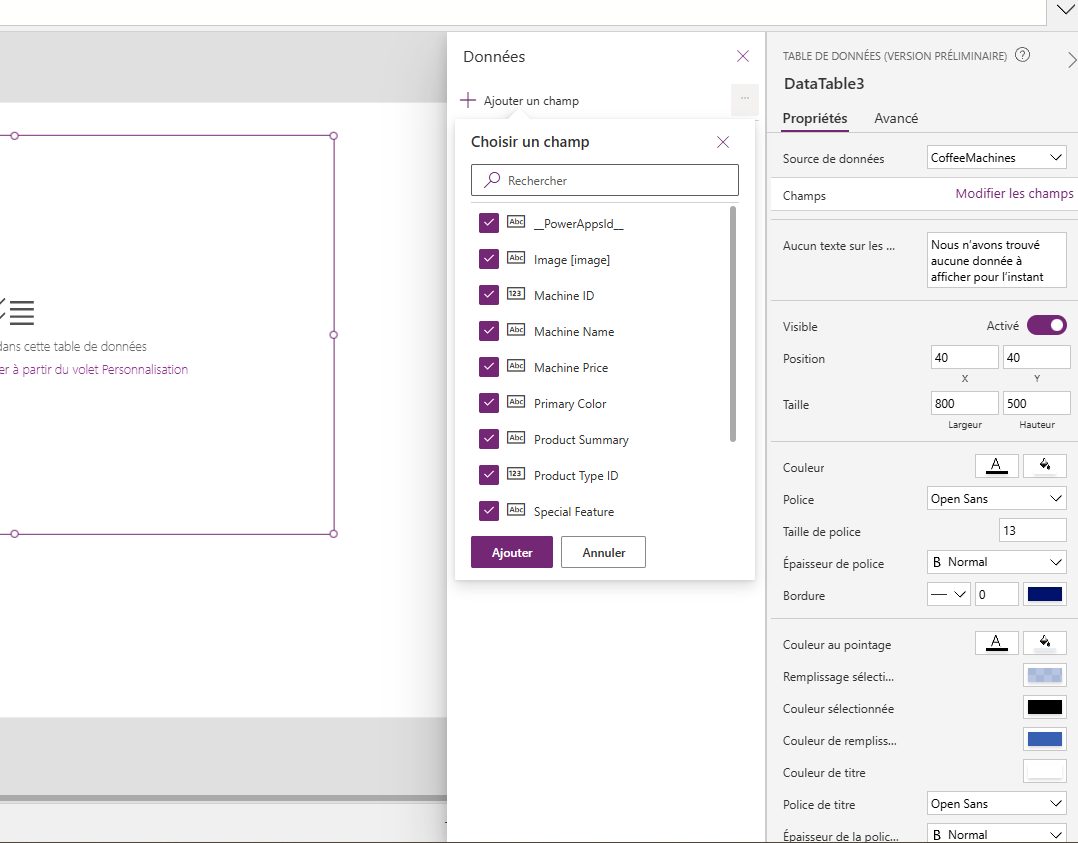 dans cette table de données
er à partir du volet Personnalisation
Données
Ajouter un champ
...
Choisir un champ
Rechercher
Abc __PowerAppsId__
Abc Image [image]
123 Machine ID
Abc Machine Name
Abc Machine Price
Abc Primary Color
Abc Product Summary
123 Product Type ID
Abc Special Feature
Ajouter Annuler
TABLE DE DONNÉES (VERSION PRÉLIMINAIRE) ?
DataTable3
Propriétés Avancé
Source de données CoffeeMachines
Champs Modifier les champs
Aucun texte sur les ... Nous n'avons trouvé
aucune donnée à
afficher pour l'instant
Visible Activé
Position 40 40
X Y
Taille 800 500
Largeur Hauteur
Couleur A
Police Open Sans
Taille de police 13
Épaisseur de police B Normal
Bordure 0
Couleur au pointage A
Remplissage sélecti...
Couleur sélectionnée
Couleur de rempliss...
Couleur de titre
Police de titre Open Sans
Épaisseur de la polic... B Normal